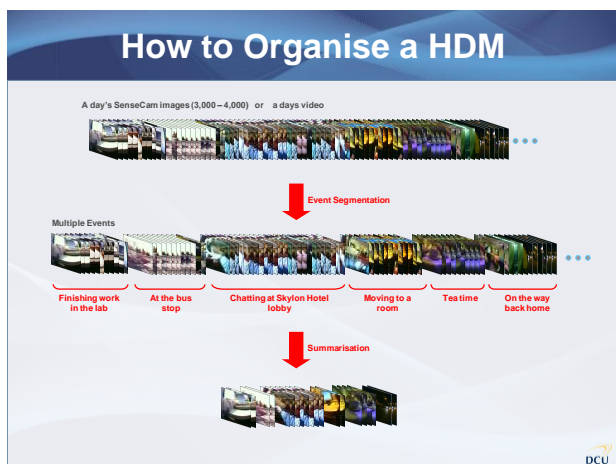 How to Organise a HDM
A day's SenseCam images (3,000 – 4,000) or a days video
Event Segmentation
Multiple Events
Finishing work
in the lab
At the bus
stop
Chatting at Skylon Hotel
lobby
Moving to a
room
Tea time
On the way
back home
Summarisation
DCU